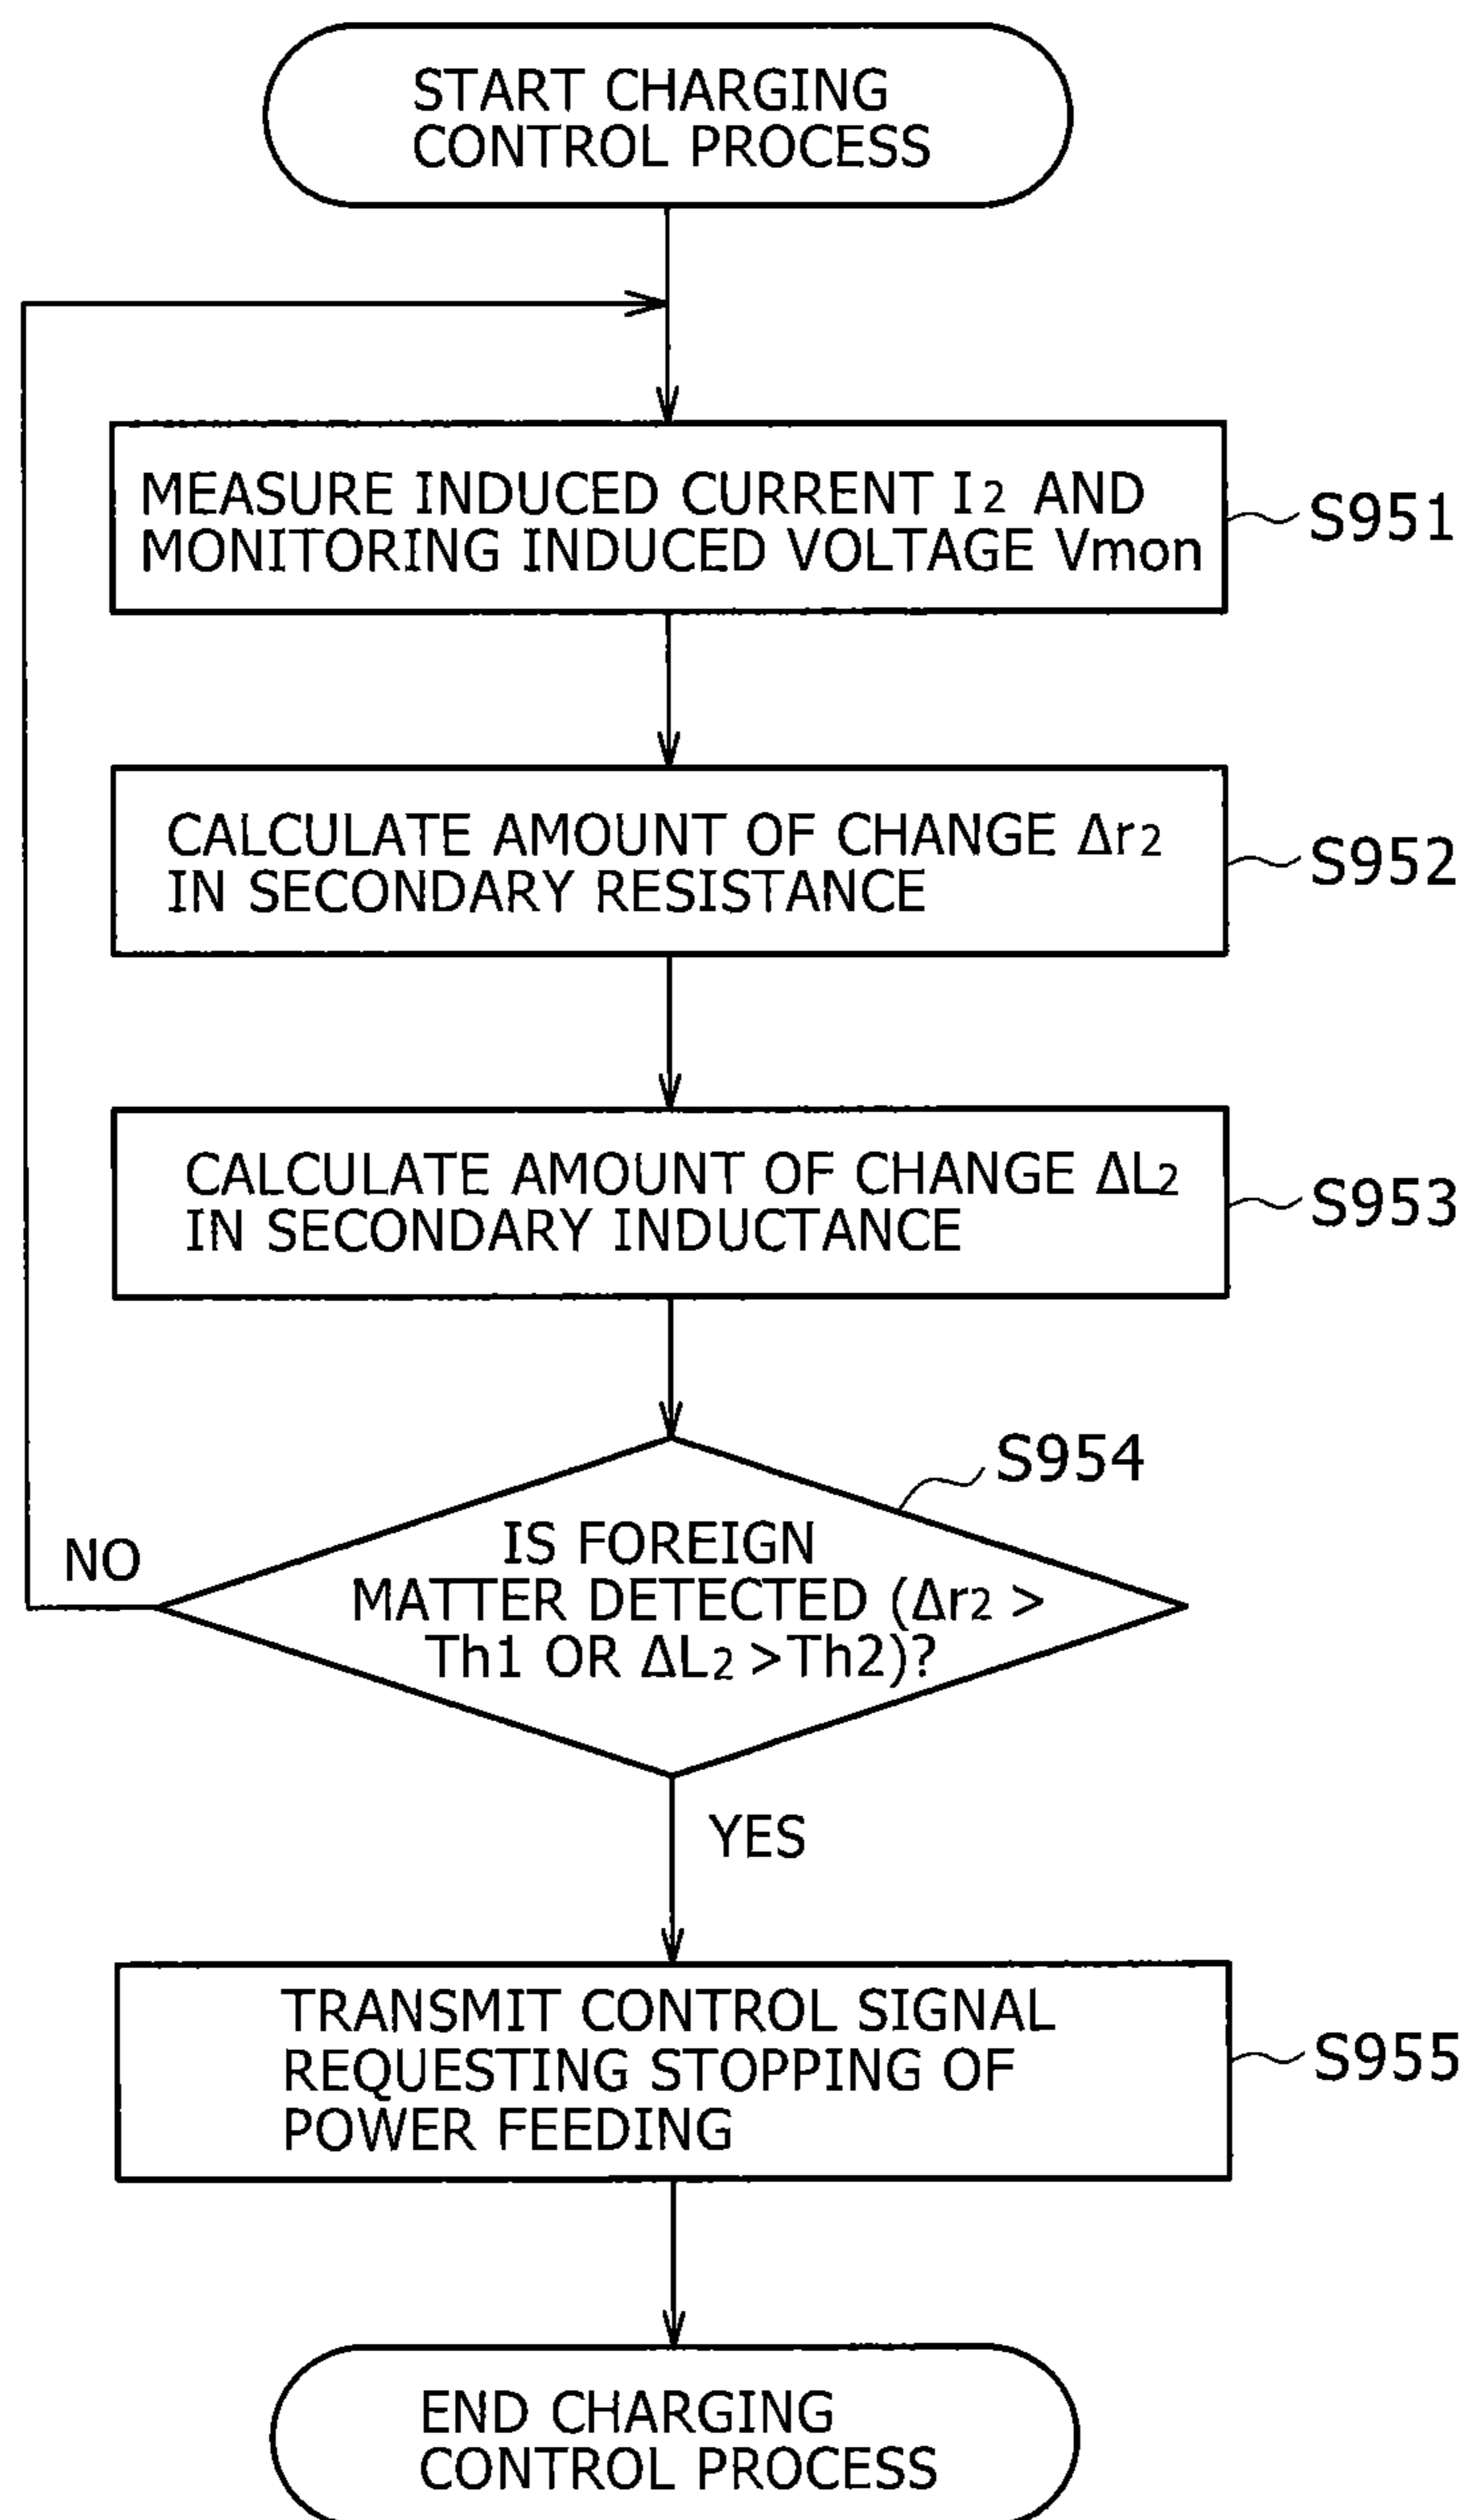 START CHARGING
CONTROL PROCESS
MEASURE INDUCED CURRENT I₂ AND
MONITORING INDUCED VOLTAGE Vmon
S951
CALCULATE AMOUNT OF CHANGE Δr₂
IN SECONDARY RESISTANCE
S952
CALCULATE AMOUNT OF CHANGE ΔL₂
IN SECONDARY INDUCTANCE
S953
S954
IS FOREIGN
MATTER DETECTED (Δr₂ >
Th1 OR ΔL₂ >Th2)?
NO
YES
TRANSMIT CONTROL SIGNAL
REQUESTING STOPPING OF
POWER FEEDING
S955
END CHARGING
CONTROL PROCESS